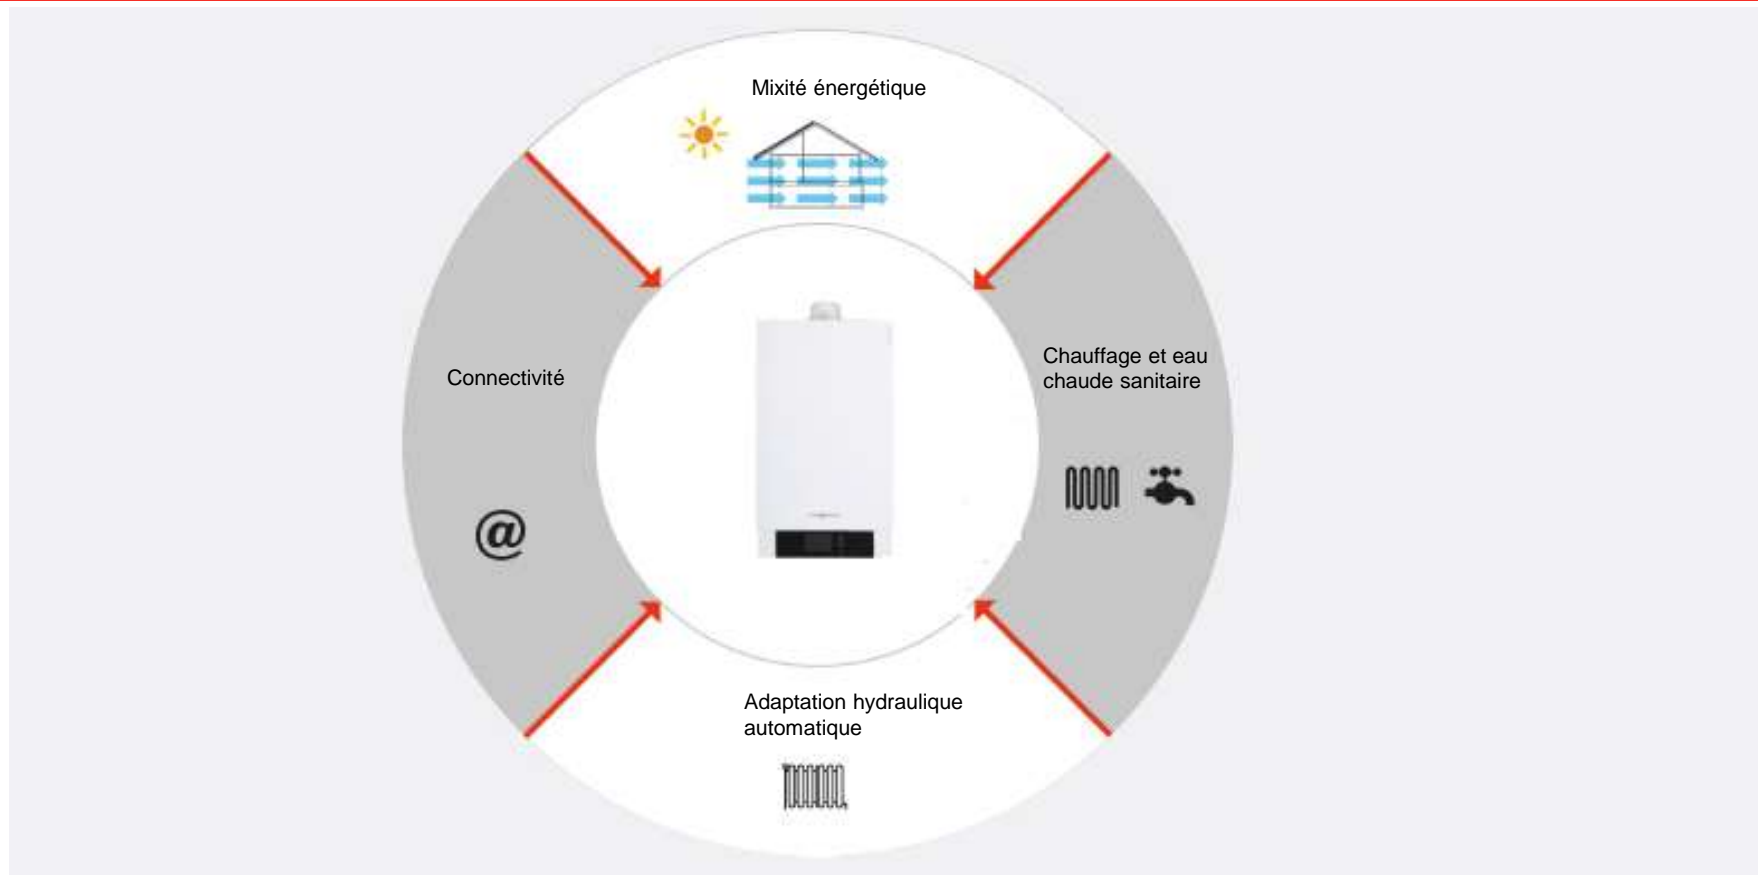 Mixité énergétique
Connectivité
Chauffage et eau
chaude sanitaire
@
Adaptation hydraulique
automatique